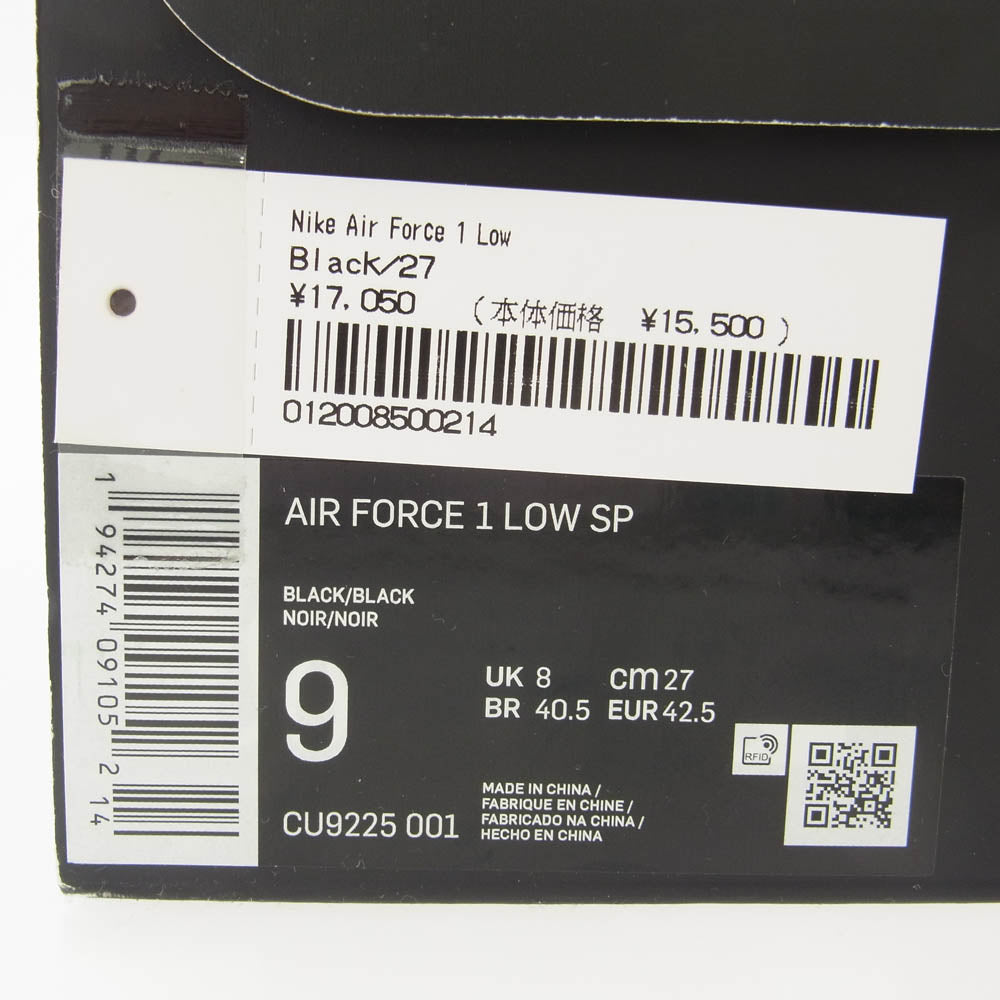 Nike Air Force 1 Low
Black/27
¥17,050 (本体価格 ¥15,500)
012008500214
AIR FORCE 1 LOW SP
BLACK/BLACK
NOIR/NOIR
9
UK 8 cm 27
BR 40.5 EUR 42.5
RFID
CU9225 001
MADE IN CHINA /
FABRIQUE EN CHINE /
FABRICADO NA CHINA /
HECHO EN CHINA
1 94274 09105 2 14